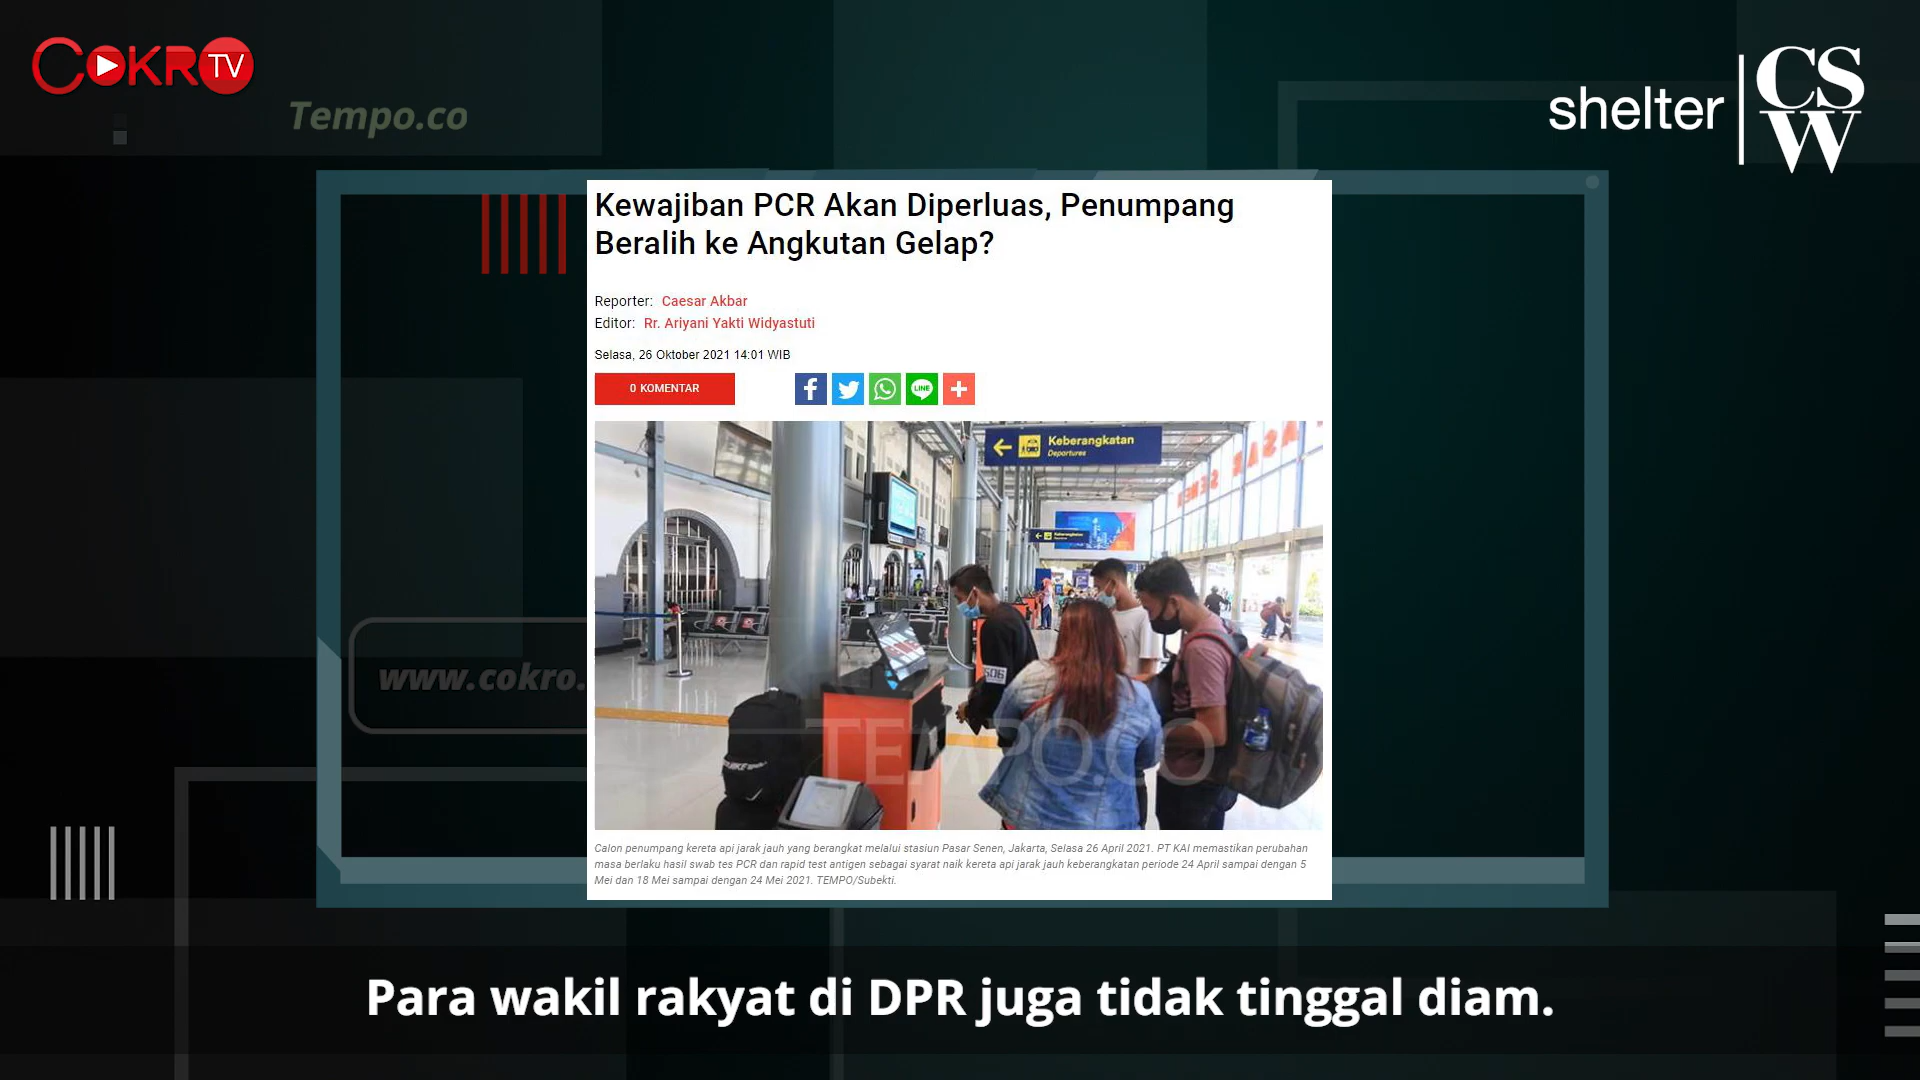 COKRO TV
Tempo.co
shelter
CSW
Kewajiban PCR Akan Diperluas, Penumpang
Beralih ke Angkutan Gelap?
Reporter: Caesar Akbar
Editor: Rr. Ariyani Yakti Widyastuti
Selasa, 26 Oktober 2021 14:01 WIB
0 KOMENTAR
LINE
Keberangkatan
Departures
PASAR SENEN
506
TEMPO.CO
www.cokro.
Calon penumpang kereta api jarak jauh yang berangkat melalui stasiun Pasar Senen, Jakarta, Selasa 26 April 2021. PT KAI memastikan perubahan
masa berlaku hasil swab tes PCR dan rapid test antigen sebagai syarat naik kereta api jarak jauh keberangkatan periode 24 April sampai dengan 5
Mei dan 18 Mei sampai dengan 24 Mei 2021. TEMPO/Subekti.
Para wakil rakyat di DPR juga tidak tinggal diam.